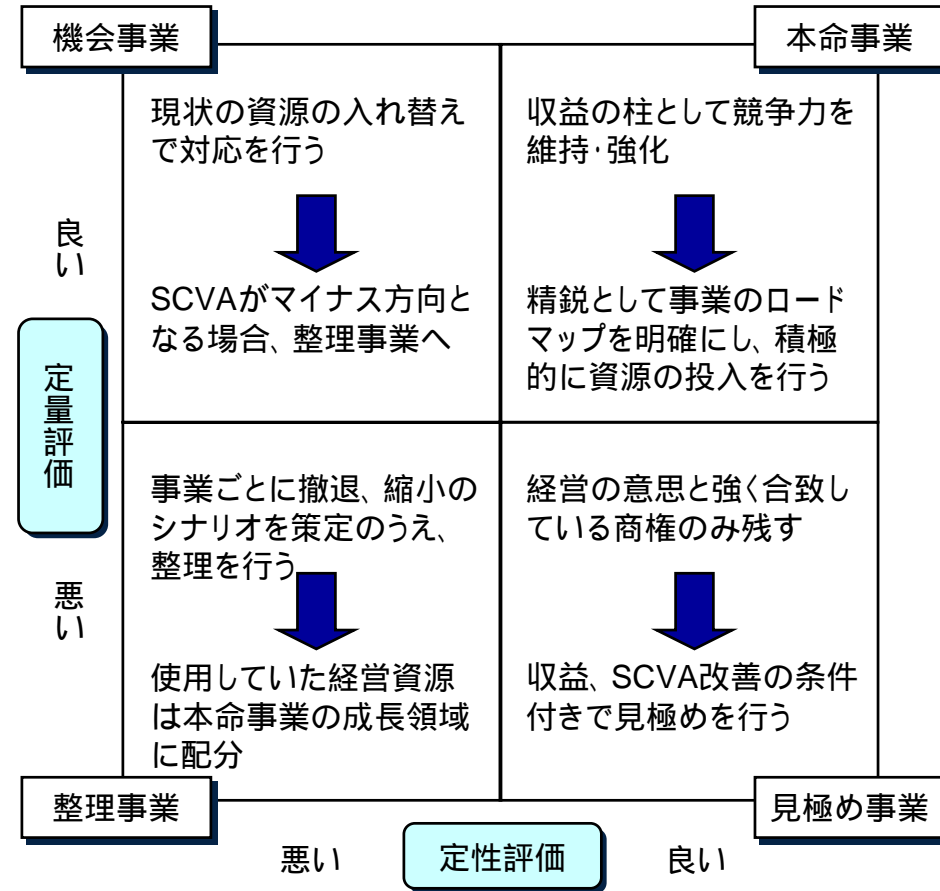 機会事業
本命事業
現状の資源の入れ替え
で対応を行う
SCVAがマイナス方向と
なる場合、整理事業へ
収益の柱として競争力を
維持・強化
精鋭として事業のロード
マップを明確にし、積極
的に資源の投入を行う
良い
定量評価
悪い
事業ごとに撤退、縮小の
シナリオを策定のうえ、
整理を行う
使用していた経営資源
は本命事業の成長領域
に配分
経営の意思と強く合致し
ている商権のみ残す
収益、SCVA改善の条件
付きで見極めを行う
整理事業
見極め事業
悪い
定性評価
良い